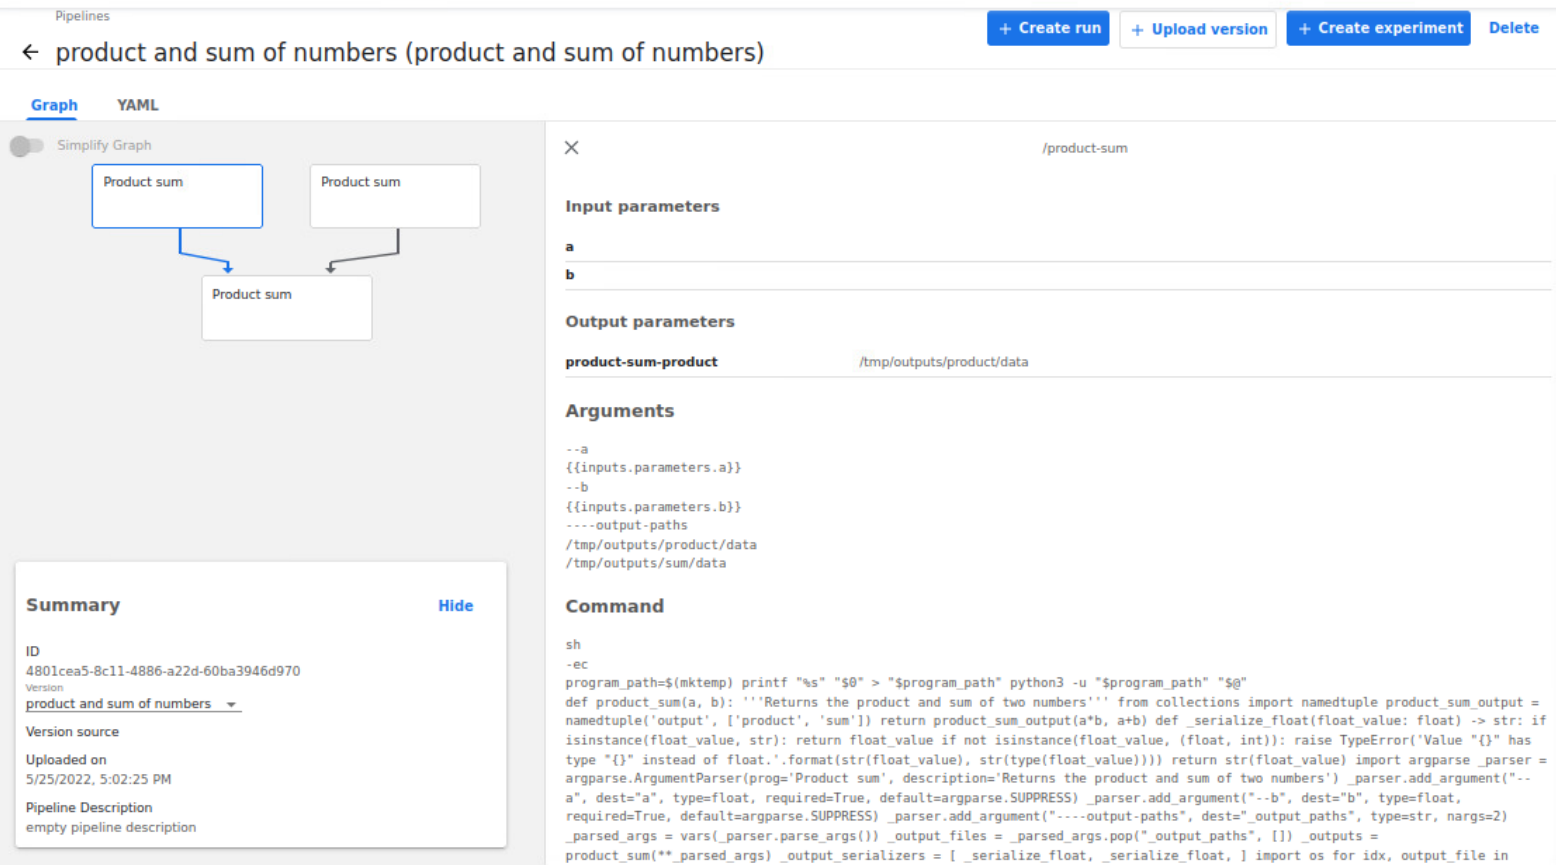 Pipelines
product and sum of numbers (product and sum of numbers)
+ Create run
+ Upload version
+ Create experiment
Delete
Graph
YAML
Simplify Graph
Product sum
Product sum
Product sum
Summary
Hide
ID
4801cea5-8c11-4886-a22d-60ba3946d970
Version
product and sum of numbers
Version source
Uploaded on
5/25/2022, 5:02:25 PM
Pipeline Description
empty pipeline description
/product-sum
Input parameters
a
b
Output parameters
product-sum-product /tmp/outputs/product/data
Arguments
--a
{{inputs.parameters.a}}
--b
{{inputs.parameters.b}}
----output-paths
/tmp/outputs/product/data
/tmp/outputs/sum/data
Command
sh
-ec
program_path=$(mktemp) printf "%s" "$0" > "$program_path" python3 -u "$program_path" "$@"
def product_sum(a, b): '''Returns the product and sum of two numbers''' from collections import namedtuple product_sum_output =
namedtuple('output', ['product', 'sum']) return product_sum_output(a*b, a+b) def _serialize_float(float_value: float) -> str: if
isinstance(float_value, str): return float_value if not isinstance(float_value, (float, int)): raise TypeError('Value "{}" has
type "{}" instead of float.'.format(str(float_value), str(type(float_value)))) return str(float_value) import argparse _parser =
argparse.ArgumentParser(prog='Product sum', description='Returns the product and sum of two numbers') _parser.add_argument("--
a", dest="a", type=float, required=True, default=argparse.SUPPRESS) _parser.add_argument("--b", dest="b", type=float,
required=True, default=argparse.SUPPRESS) _parser.add_argument("----output-paths", dest="_output_paths", type=str, nargs=2)
_parsed_args = vars(_parser.parse_args()) _output_files = _parsed_args.pop("_output_paths", []) _outputs =
product_sum(**_parsed_args) _output_serializers = [ _serialize_float, _serialize_float, ] import os for idx, output_file in